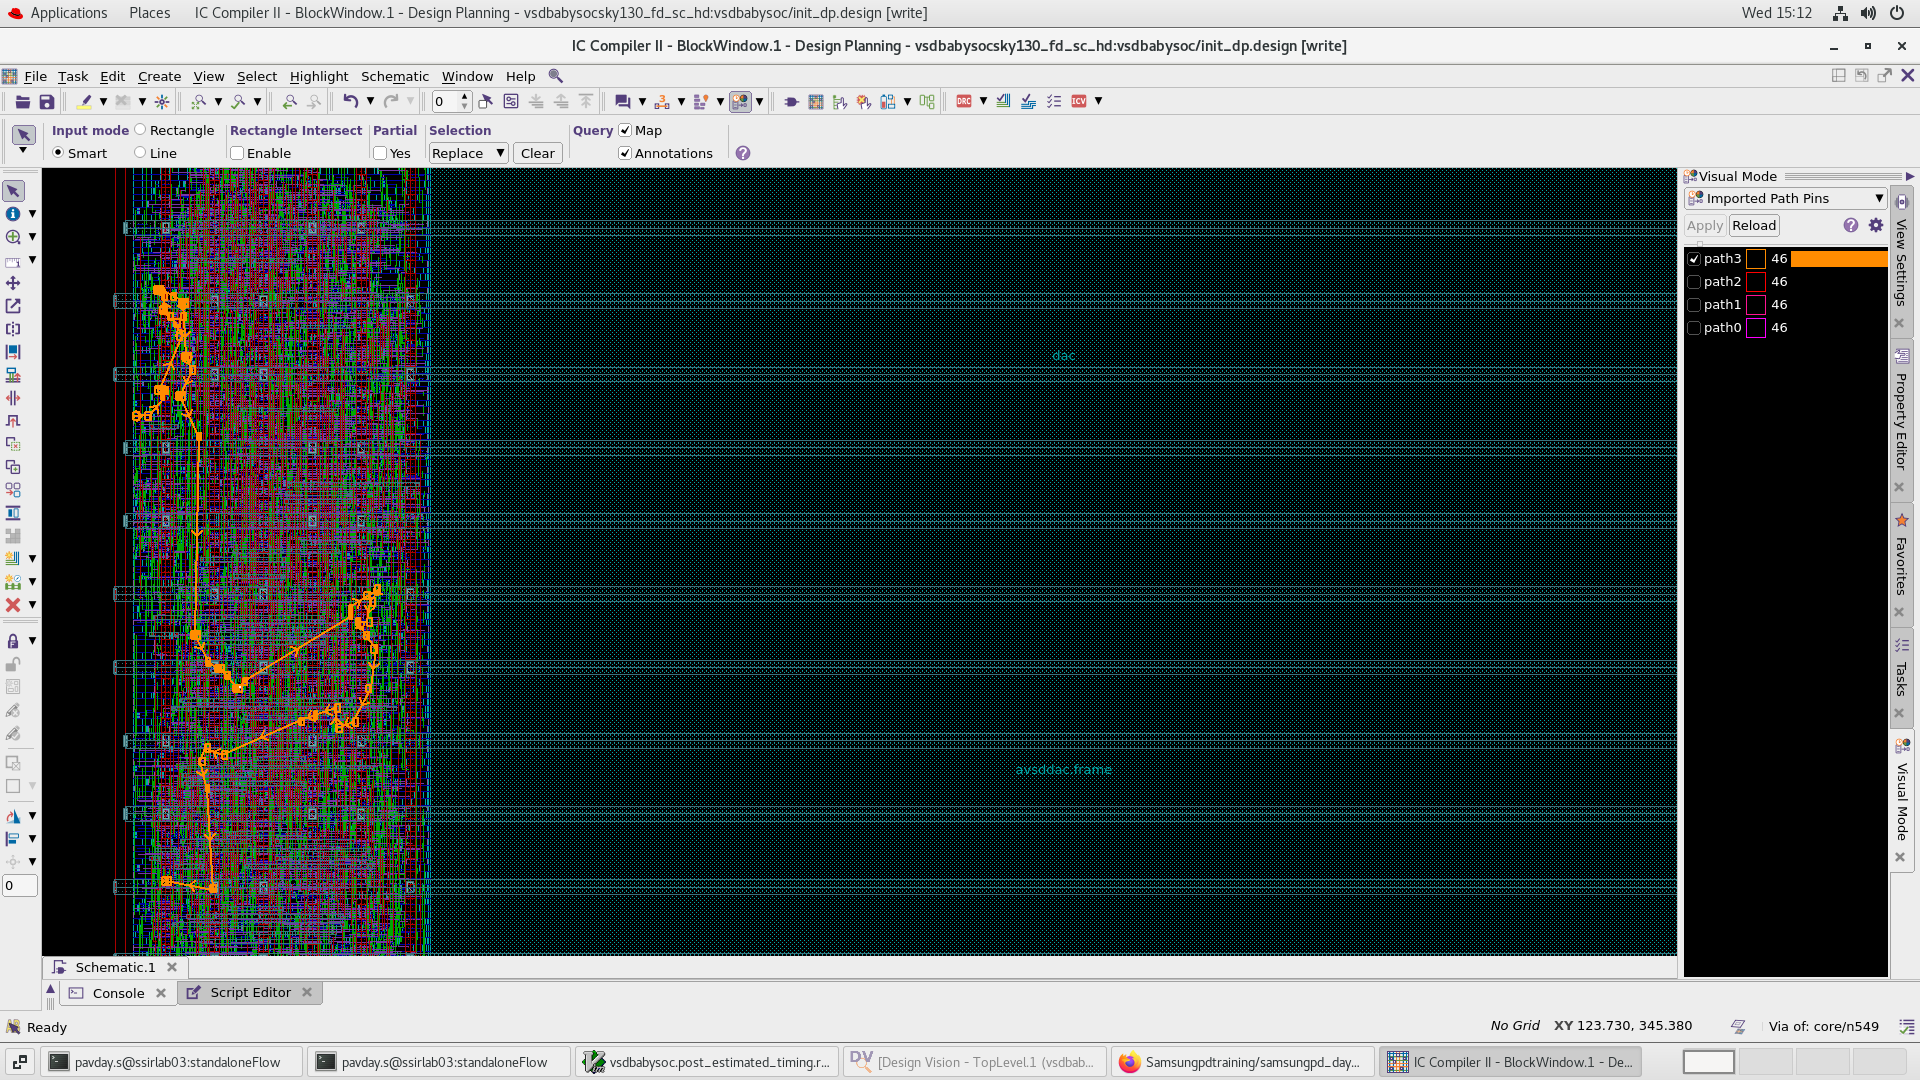 Applications Places IC Compiler II - BlockWindow.1 - Design Planning - vsdbabysocsky130_fd_sc_hd:vsdbabysoc/init_dp.design [write] Wed 15:12
IC Compiler II - BlockWindow.1 - Design Planning - vsdbabysocsky130_fd_sc_hd:vsdbabysoc/init_dp.design [write]
File Task Edit Create View Select Highlight Schematic Window Help
0 DRC ICV
Input mode Rectangle Rectangle Intersect Partial Selection Query Map
Smart Line Enable Yes Replace Clear Annotations
Visual Mode
Imported Path Pins
Apply Reload
path3 46
path2 46
path1 46
path0 46
View Settings
Property Editor
Favorites
Tasks
Visual Mode
dac
avsddac.frame
0
Schematic.1
Console Script Editor
Ready No Grid XY 123.730, 345.380 Via of: core/n549
pavday.s@ssirlab03:standaloneFlow pavday.s@ssirlab03:standaloneFlow vsdbabysoc.post_estimated_timing.r... [Design Vision - TopLevel.1 (vsdbab... Samsungpdtraining/samsungpd_day... IC Compiler II - BlockWindow.1 - De...